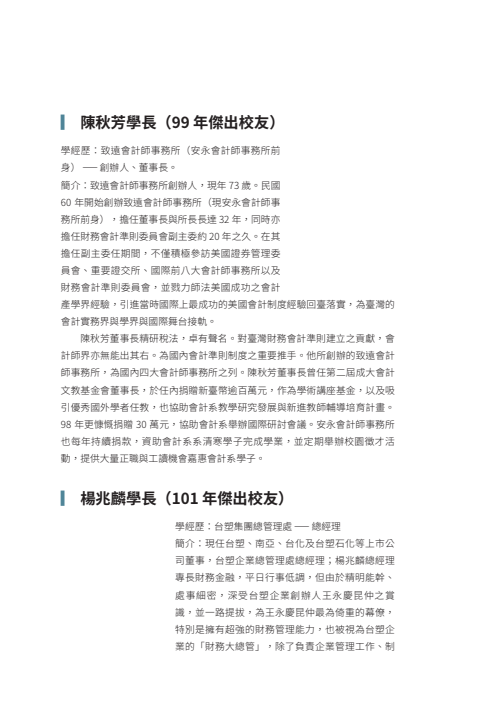 陳秋芳學長（99 年傑出校友）
學經歷：致遠會計師事務所（安永會計師事務所前
身） ── 創辦人、董事長。
簡介：致遠會計師事務所創辦人，現年 73 歲。民國
60 年開始創辦致遠會計師事務所（現安永會計師事
務所前身），擔任董事長與所長長達 32 年，同時亦
擔任財務會計準則委員會副主委約 20 年之久。在其
擔任副主委任期間，不僅積極參訪美國證券管理委
員會、重要證交所、國際前八大會計師事務所以及
財務會計準則委員會，並戮力師法美國成功之會計
產學界經驗，引進當時國際上最成功的美國會計制度經驗回臺落實，為臺灣的
會計實務界與學界與國際舞台接軌。
陳秋芳董事長精研稅法，卓有聲名。對臺灣財務會計準則建立之貢獻，會
計師界亦無能出其右。為國內會計準則制度之重要推手。他所創辦的致遠會計
師事務所，為國內四大會計師事務所之列。陳秋芳董事長曾任第二屆成大會計
文教基金會董事長，於任內捐贈新臺幣逾百萬元，作為學術講座基金，以及吸
引優秀國外學者任教，也協助會計系教學研究發展與新進教師輔導培育計畫。
98 年更慷慨捐贈 30 萬元，協助會計系舉辦國際研討會議。安永會計師事務所
也每年持續捐款，資助會計系系清寒學子完成學業，並定期舉辦校園徵才活
動，提供大量正職與工讀機會嘉惠會計系學子。
楊兆麟學長（101 年傑出校友）
學經歷：台塑集團總管理處 ── 總經理
簡介：現任台塑、南亞、台化及台塑石化等上市公
司董事，台塑企業總管理處總經理；楊兆麟總經理
專長財務金融，平日行事低調，但由於精明能幹、
處事細密，深受台塑企業創辦人王永慶昆仲之賞
識，並一路提拔，為王永慶昆仲最為倚重的幕僚，
特別是擁有超強的財務管理能力，也被視為台塑企
業的「財務大總管」，除了負責企業管理工作、制